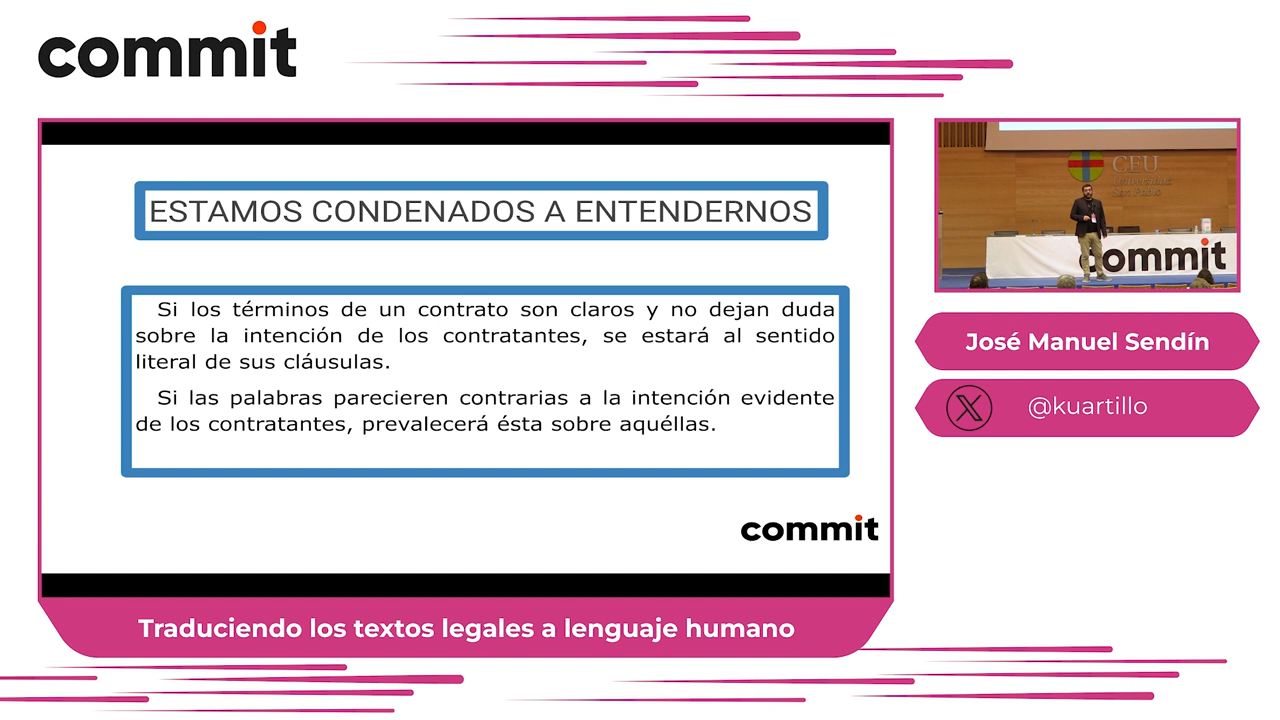 commit
ESTAMOS CONDENADOS A ENTENDERNOS
Si los términos de un contrato son claros y no dejan duda
sobre la intención de los contratantes, se estará al sentido
literal de sus cláusulas.
Si las palabras parecieren contrarias a la intención evidente
de los contratantes, prevalecerá ésta sobre aquéllas.
commit
Traduciendo los textos legales a lenguaje humano
CEU
Universidad
San Pablo
commit
José Manuel Sendín
@kuartillo